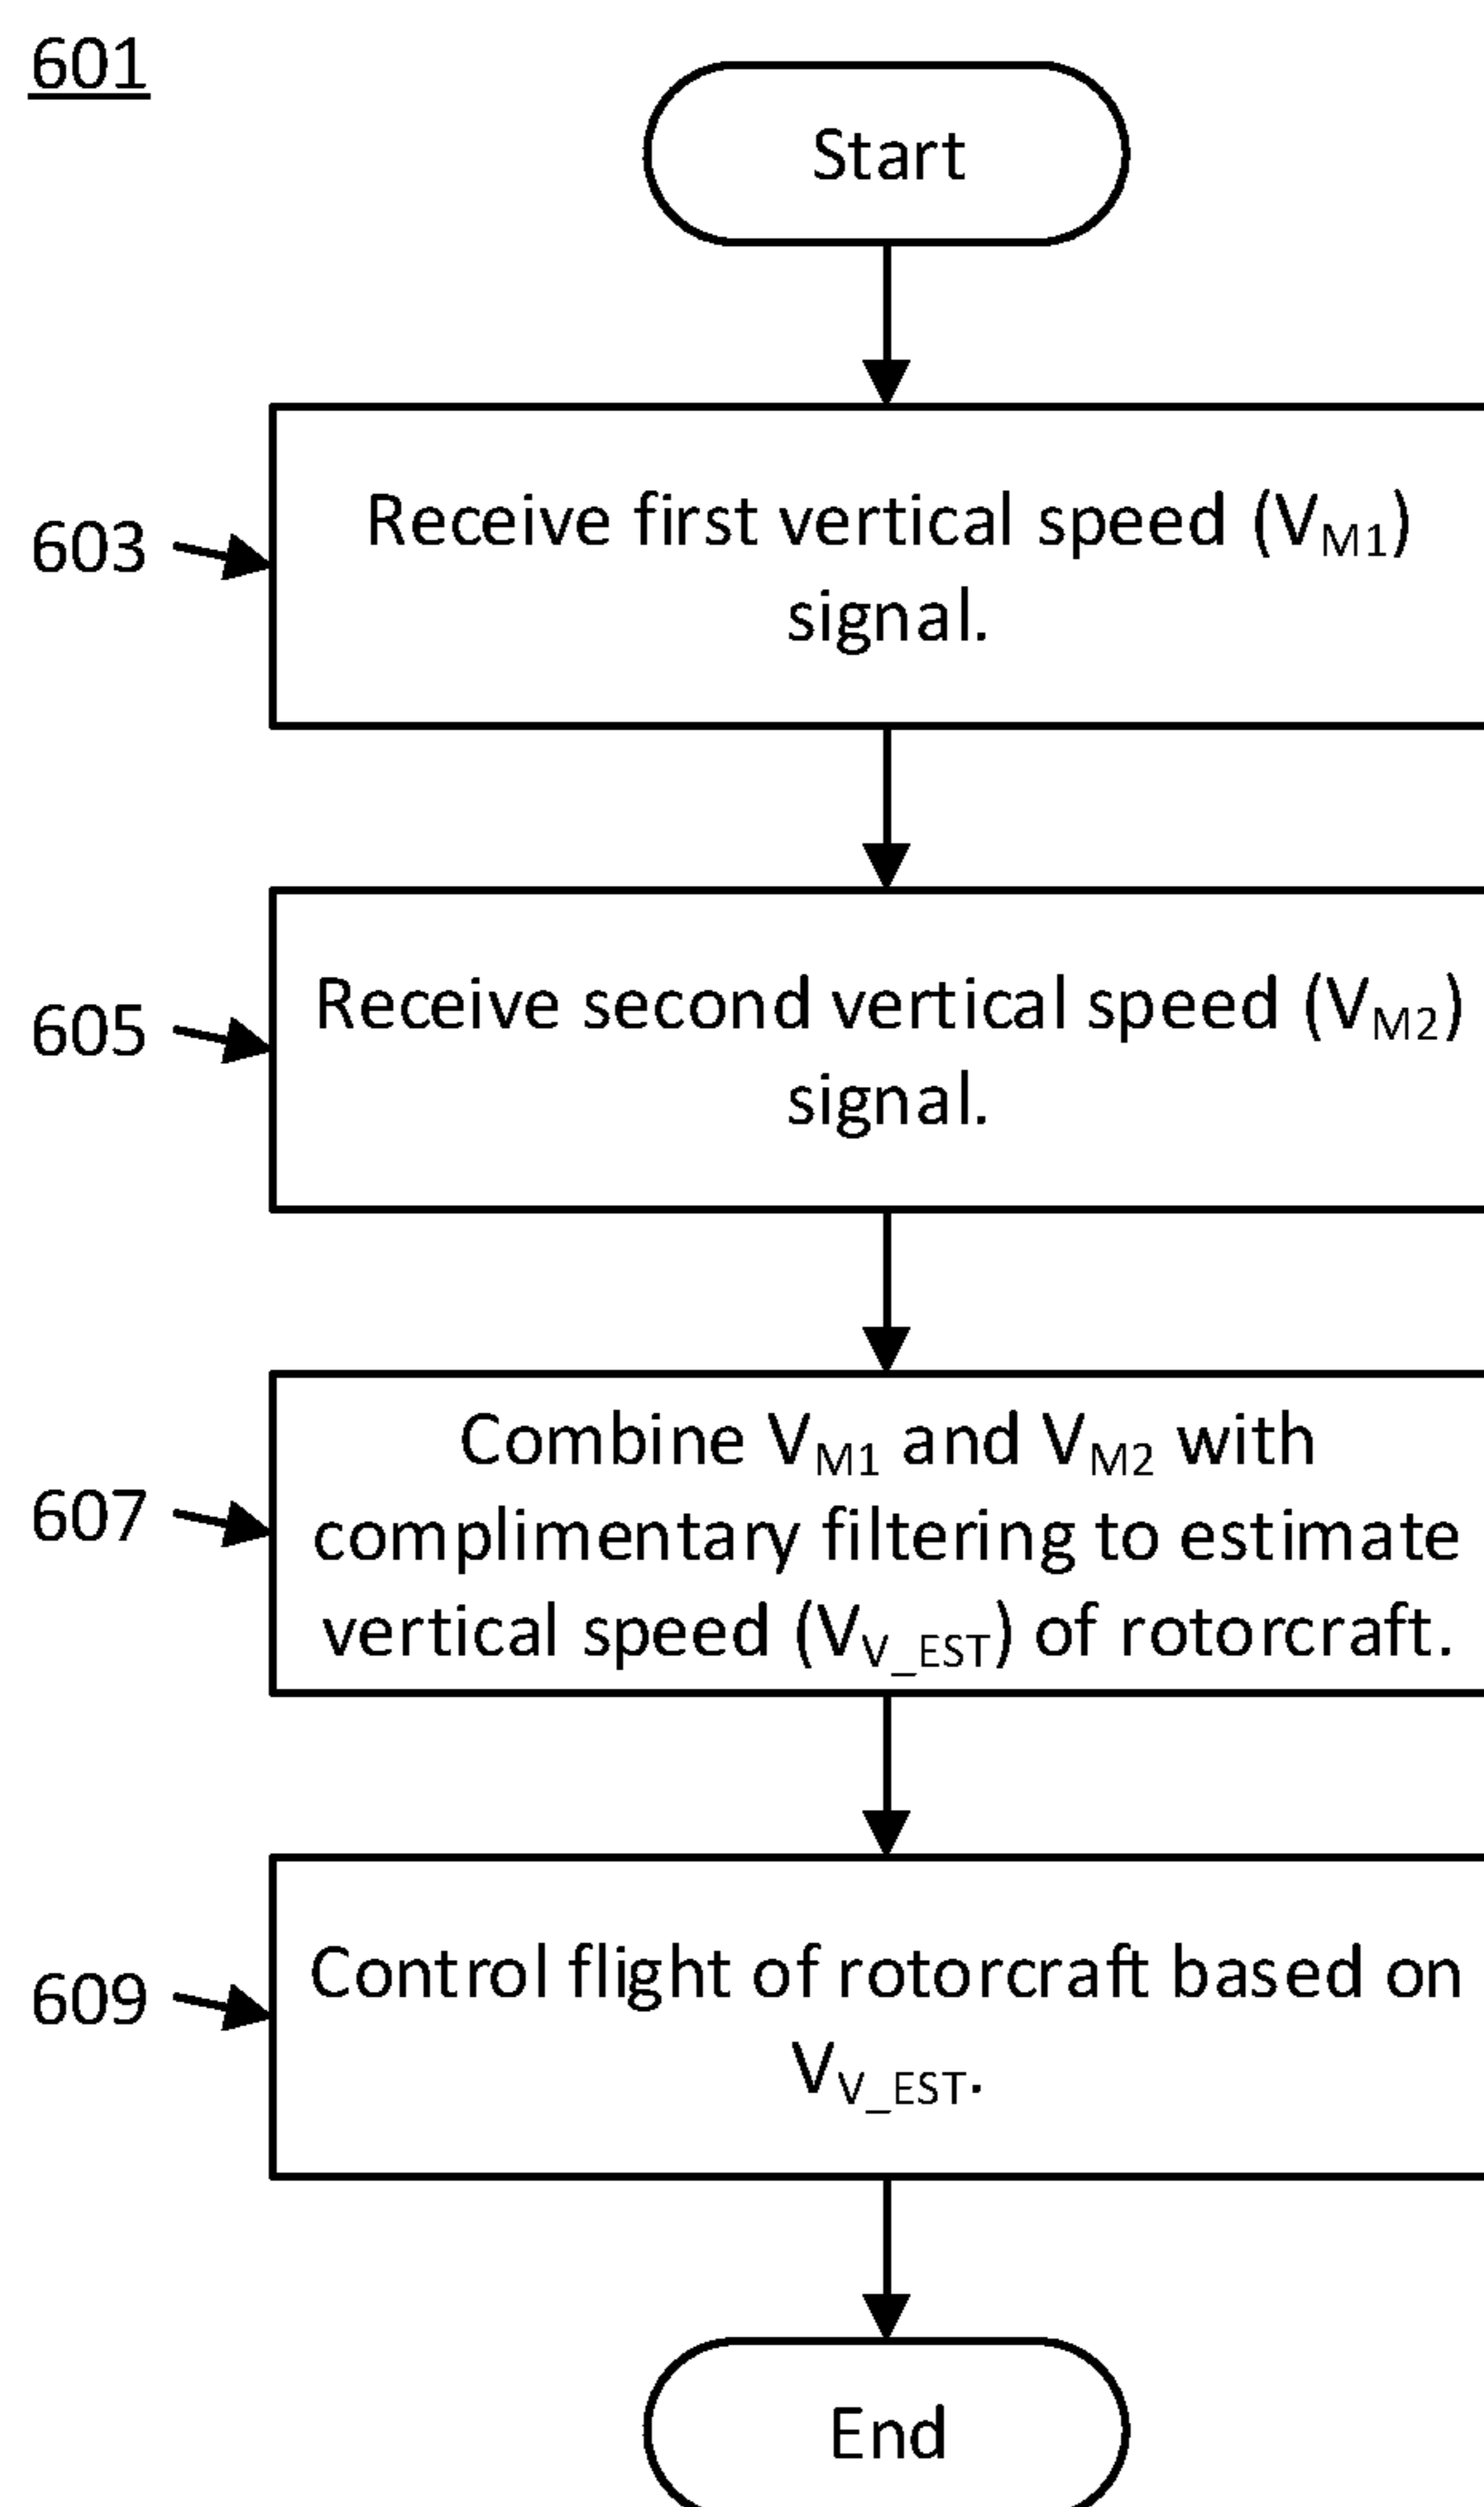 601
Start
603
Receive first vertical speed (VM1)
signal.
605
Receive second vertical speed (VM2)
signal.
607
Combine VM1 and VM2 with
complimentary filtering to estimate
vertical speed (VV_EST) of rotorcraft.
609
Control flight of rotorcraft based on
VV_EST.
End